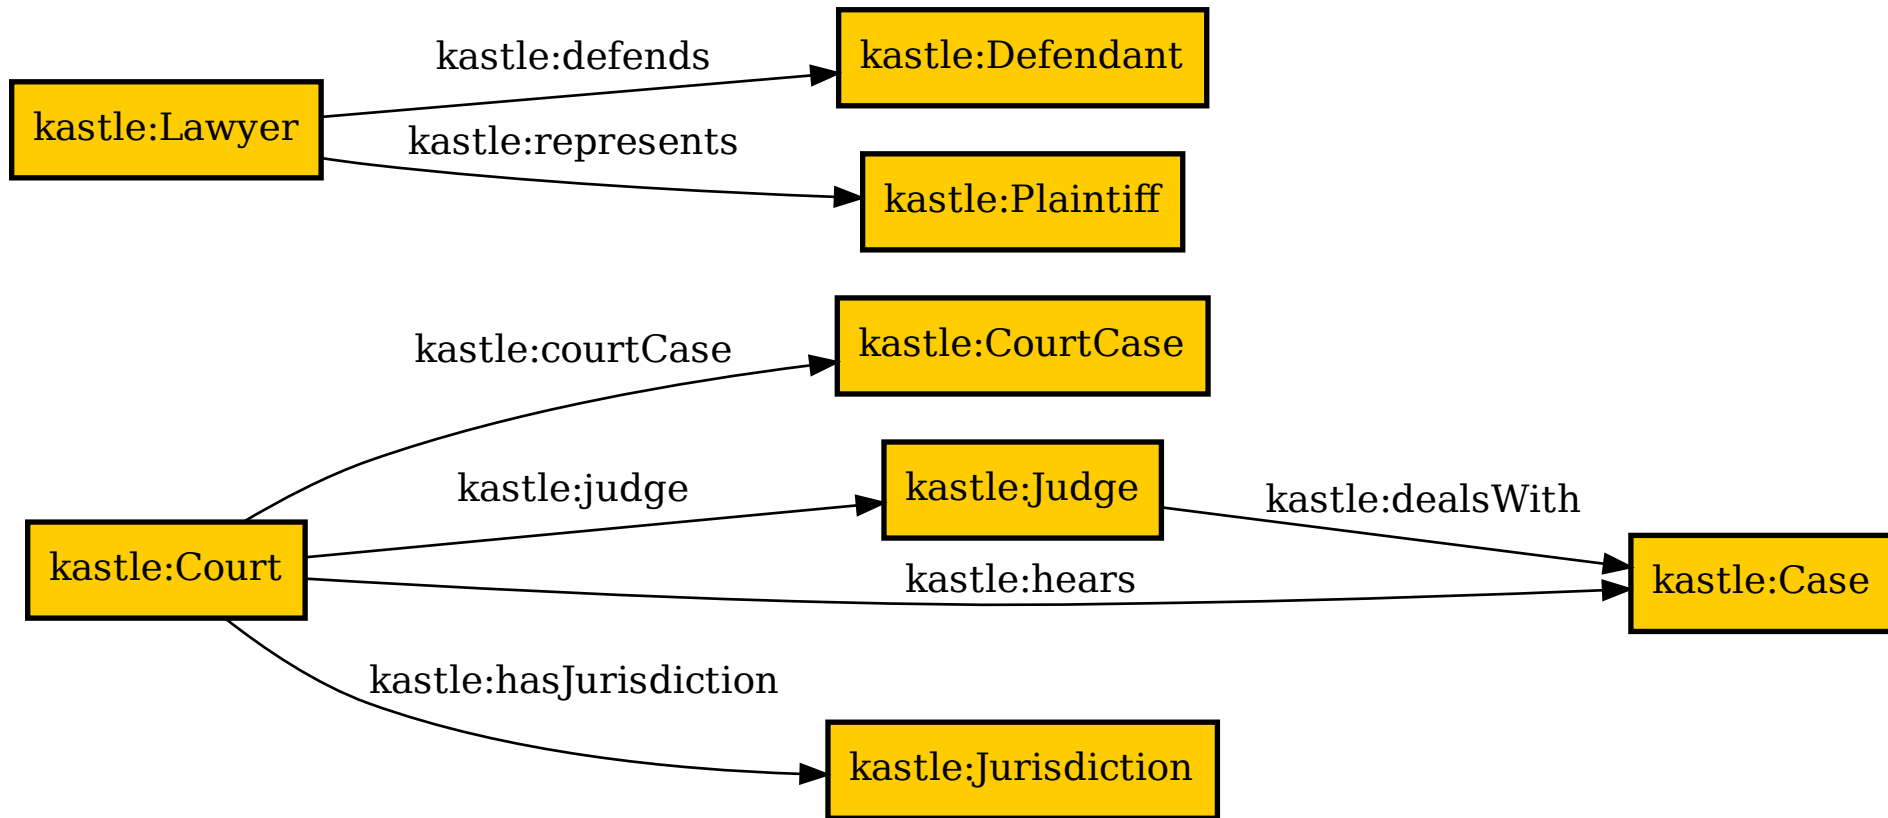 kastle:defends
kastle:Defendant
kastle:Lawyer
kastle:represents
kastle:Plaintiff
kastle:courtCase
kastle:CourtCase
kastle:judge
kastle:Judge
kastle:dealsWith
kastle:Court
kastle:hears
kastle:Case
kastle:hasJurisdiction
kastle:Jurisdiction